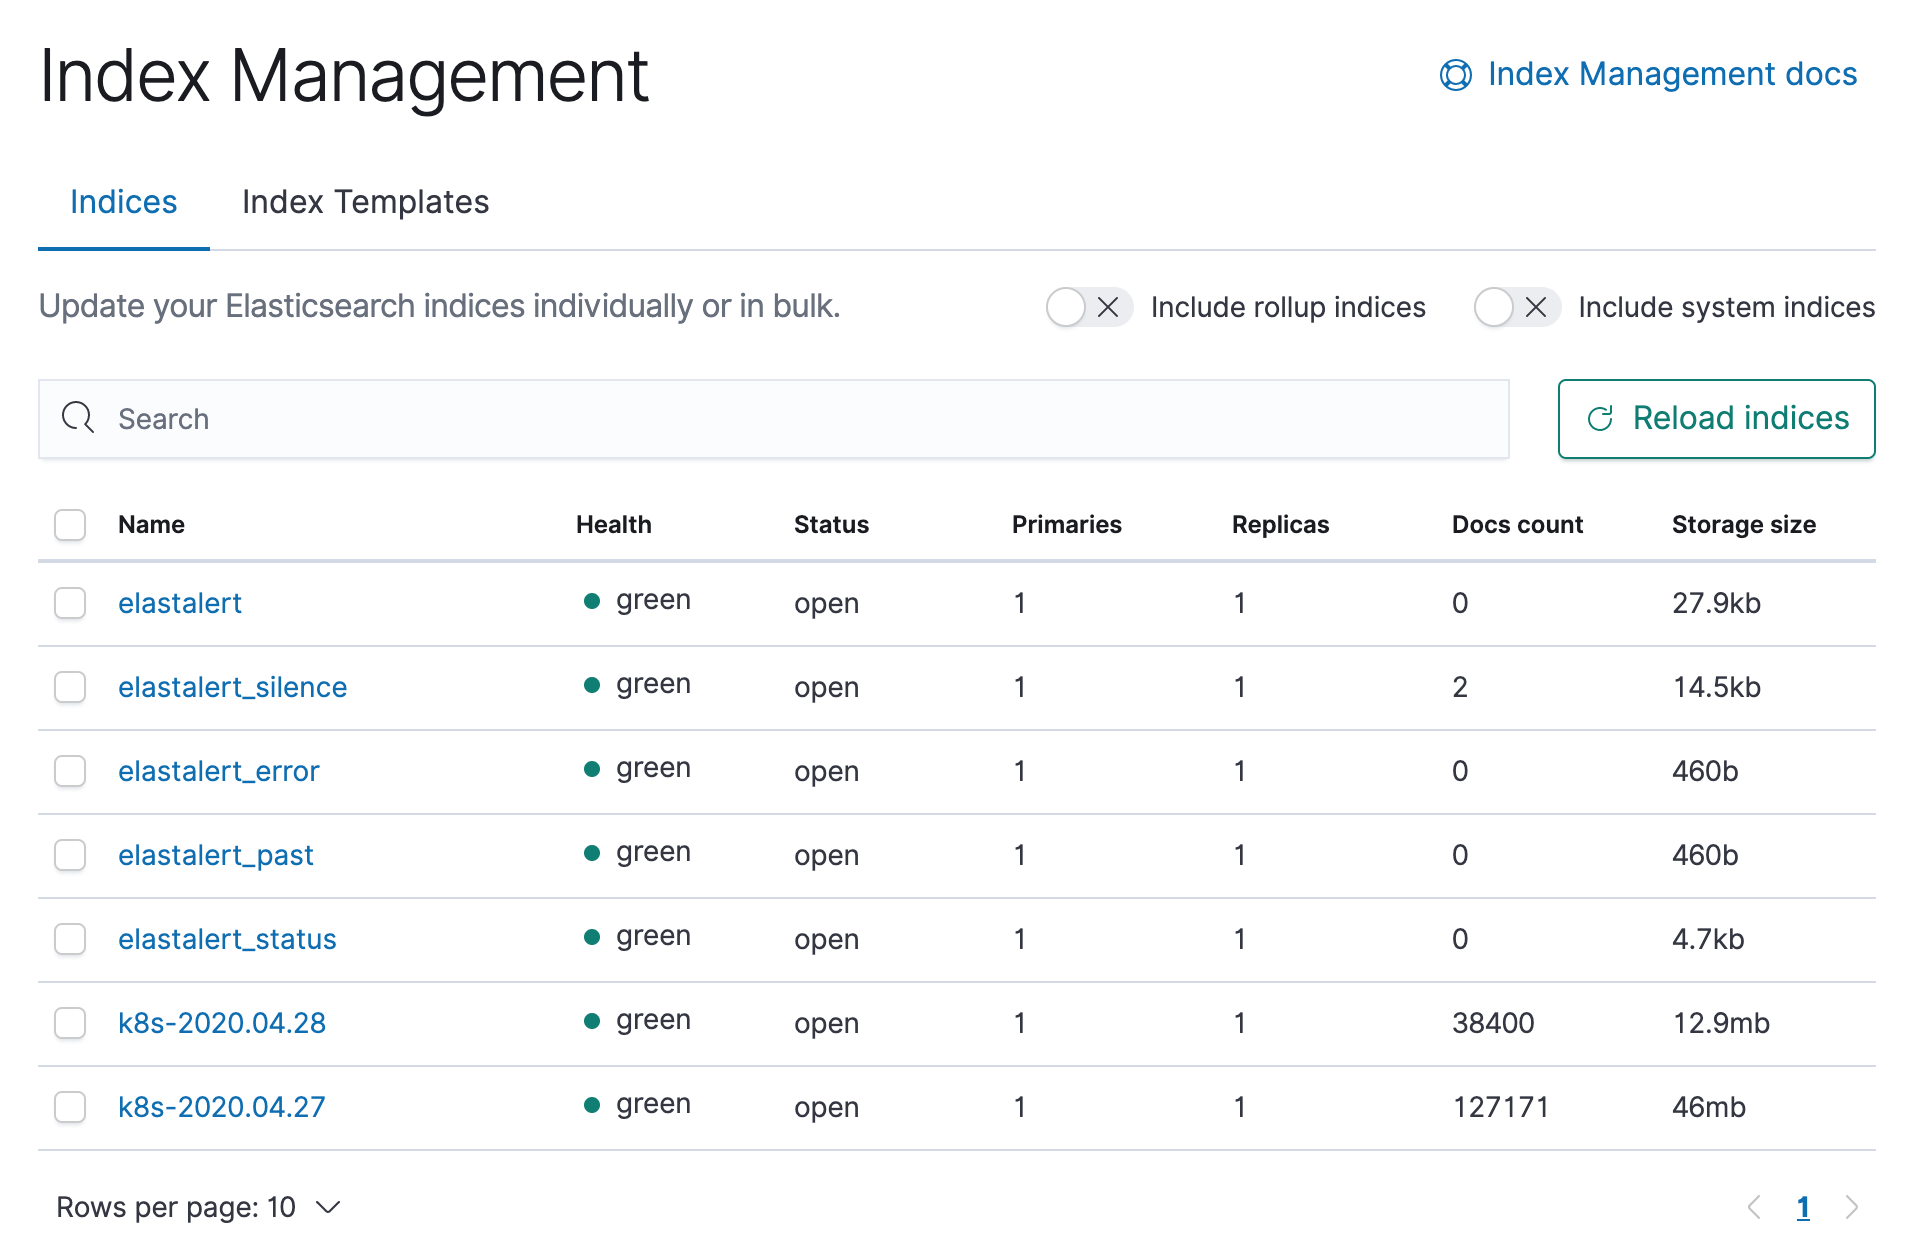 Index Management
Index Management docs
Indices Index Templates
Update your Elasticsearch indices individually or in bulk. Include rollup indices Include system indices
Search Reload indices
Name Health Status Primaries Replicas Docs count Storage size
elastalert green open 1 1 0 27.9kb
elastalert_silence green open 1 1 2 14.5kb
elastalert_error green open 1 1 0 460b
elastalert_past green open 1 1 0 460b
elastalert_status green open 1 1 0 4.7kb
k8s-2020.04.28 green open 1 1 38400 12.9mb
k8s-2020.04.27 green open 1 1 127171 46mb
Rows per page: 10 1